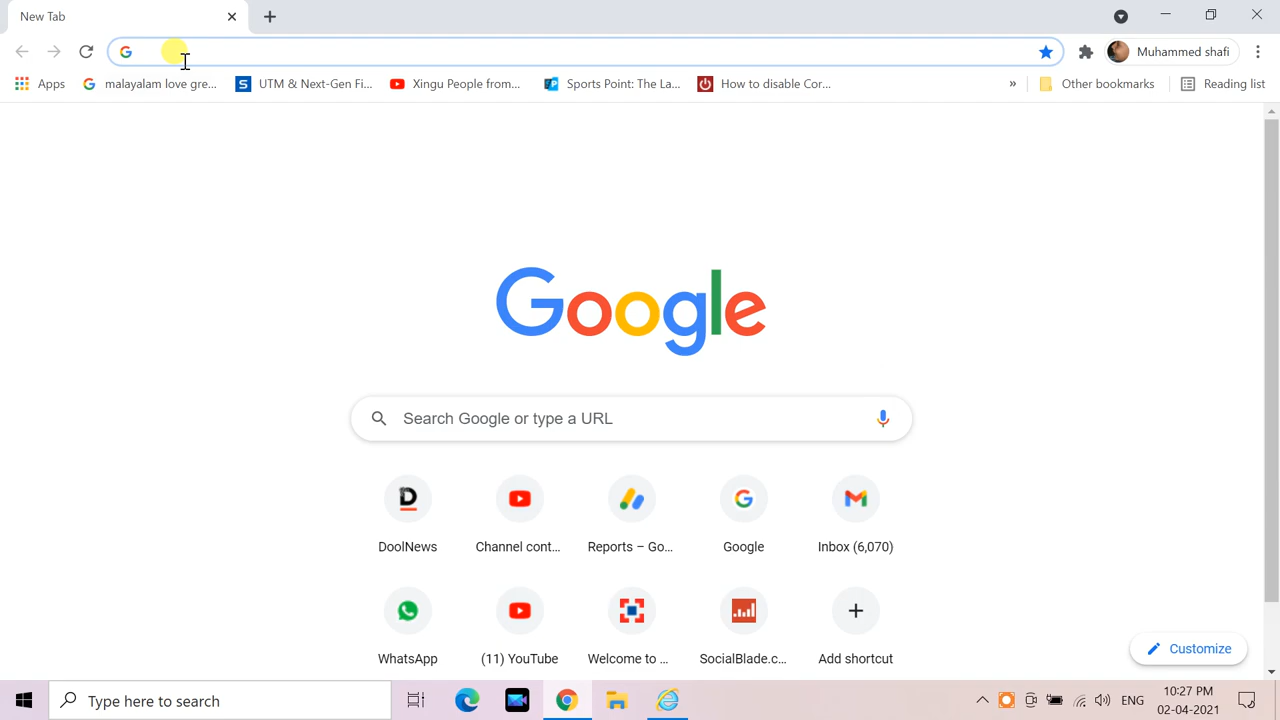 New Tab
Muhammed shafi
Apps
malayalam love gre...
UTM & Next-Gen Fi...
Xingu People from...
Sports Point: The La...
How to disable Cor...
»
Other bookmarks
Reading list
Google
Search Google or type a URL
DoolNews
Channel cont...
Reports – Go...
Google
Inbox (6,070)
WhatsApp
(11) YouTube
Welcome to ...
SocialBlade.c...
Add shortcut
Customize
Type here to search
ENG
10:27 PM
02-04-2021